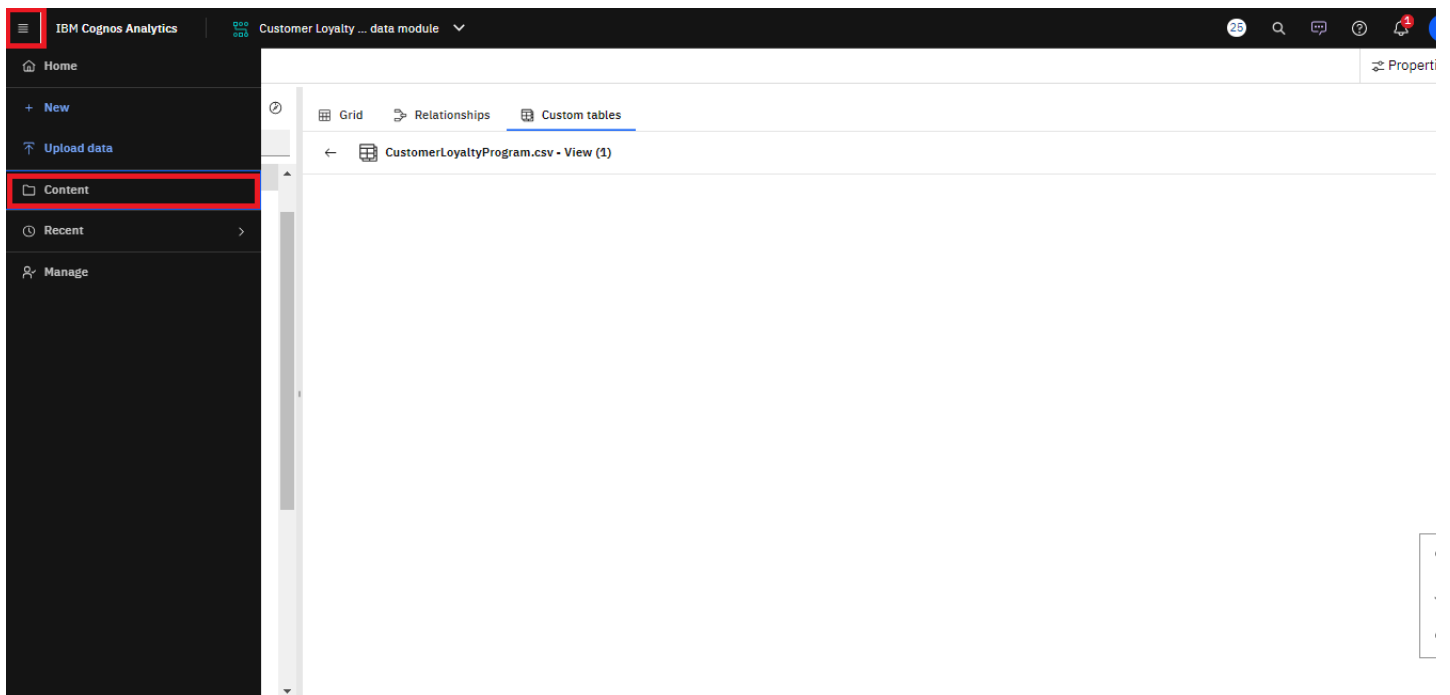 IBM Cognos Analytics
Customer Loyalty ... data module
25
1
Home
Properti
+ New
Grid
Relationships
Custom tables
Upload data
CustomerLoyaltyProgram.csv - View (1)
Content
Recent
Manage